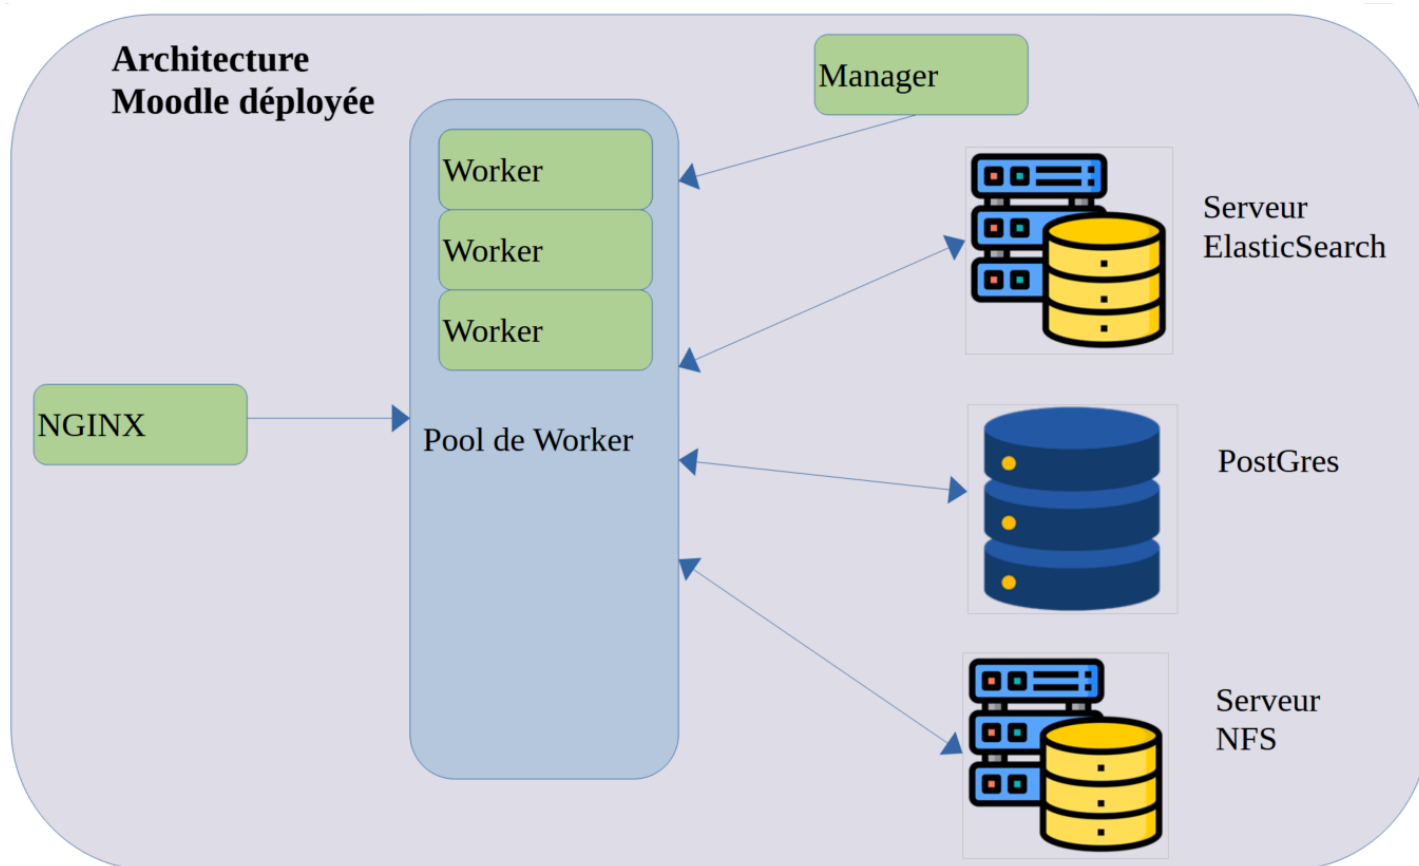 Architecture
Moodle déployée
Manager
Worker
Worker
Worker
Pool de Worker
NGINX
Serveur
ElasticSearch
PostGres
Serveur
NFS